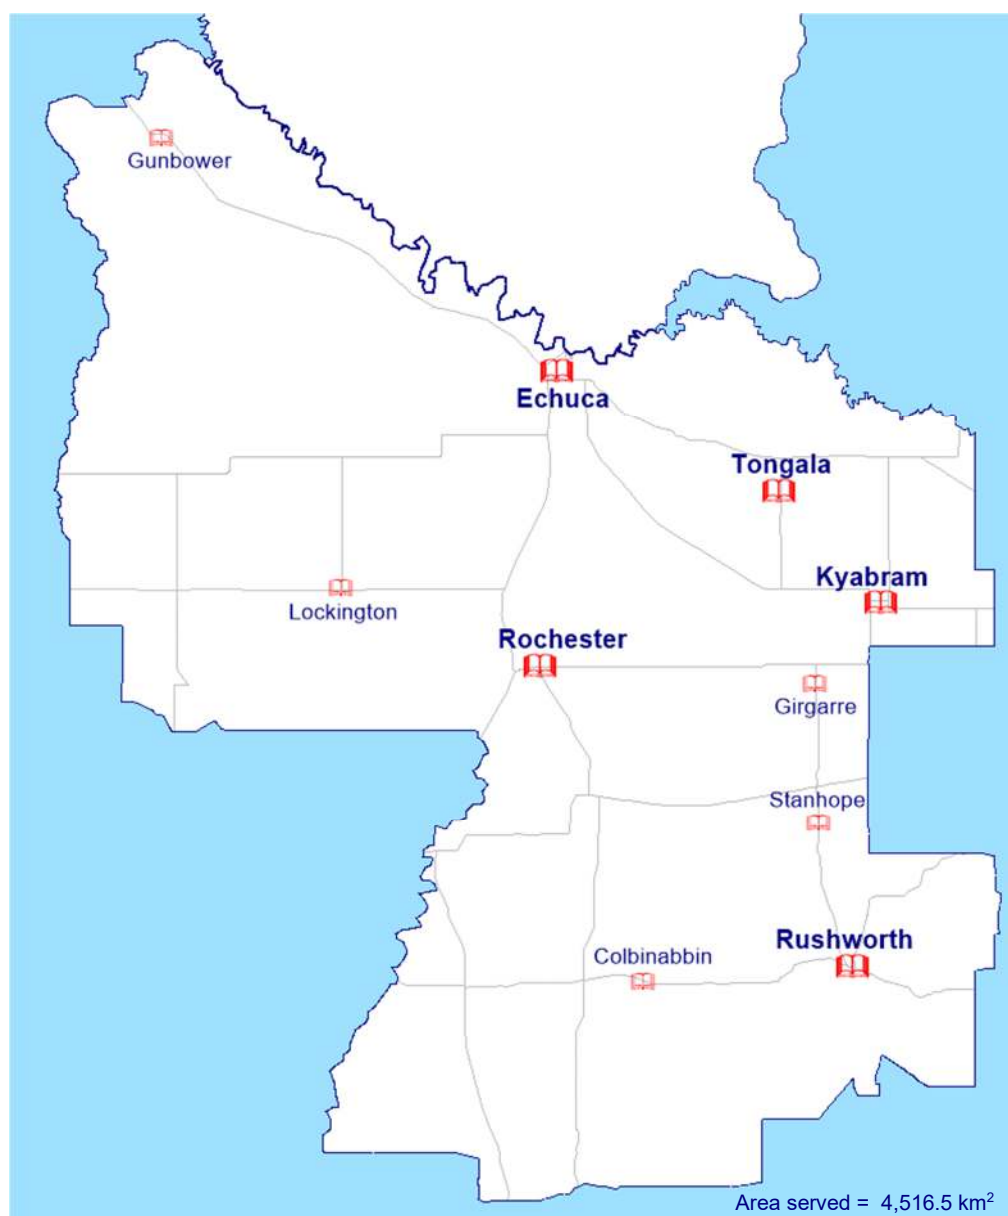 Gunbower
Echuca
Tongala
Kyabram
Lockington
Rochester
Girgarre
Stanhope
Rushworth
Colbinabbin
Area served = 4,516.5 km²